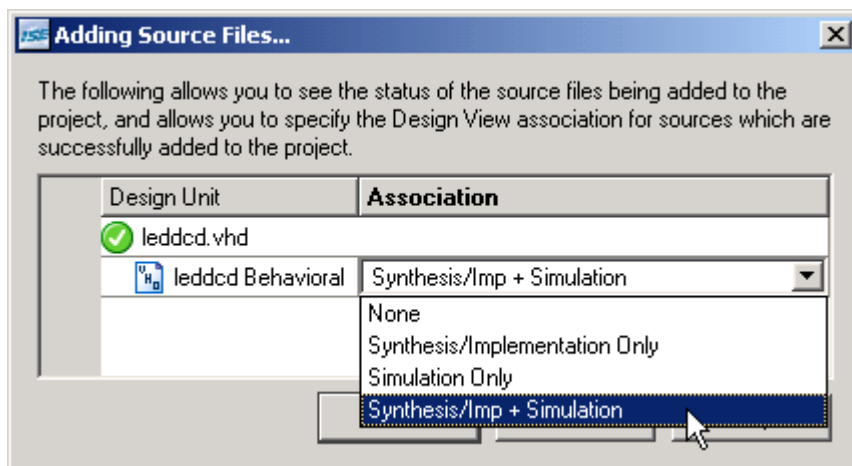 ISE Adding Source Files...
The following allows you to see the status of the source files being added to the
project, and allows you to specify the Design View association for sources which are
successfully added to the project.
Design Unit Association
leddcd.vhd
leddcd Behavioral Synthesis/Imp + Simulation
None
Synthesis/Implementation Only
Simulation Only
Synthesis/Imp + Simulation